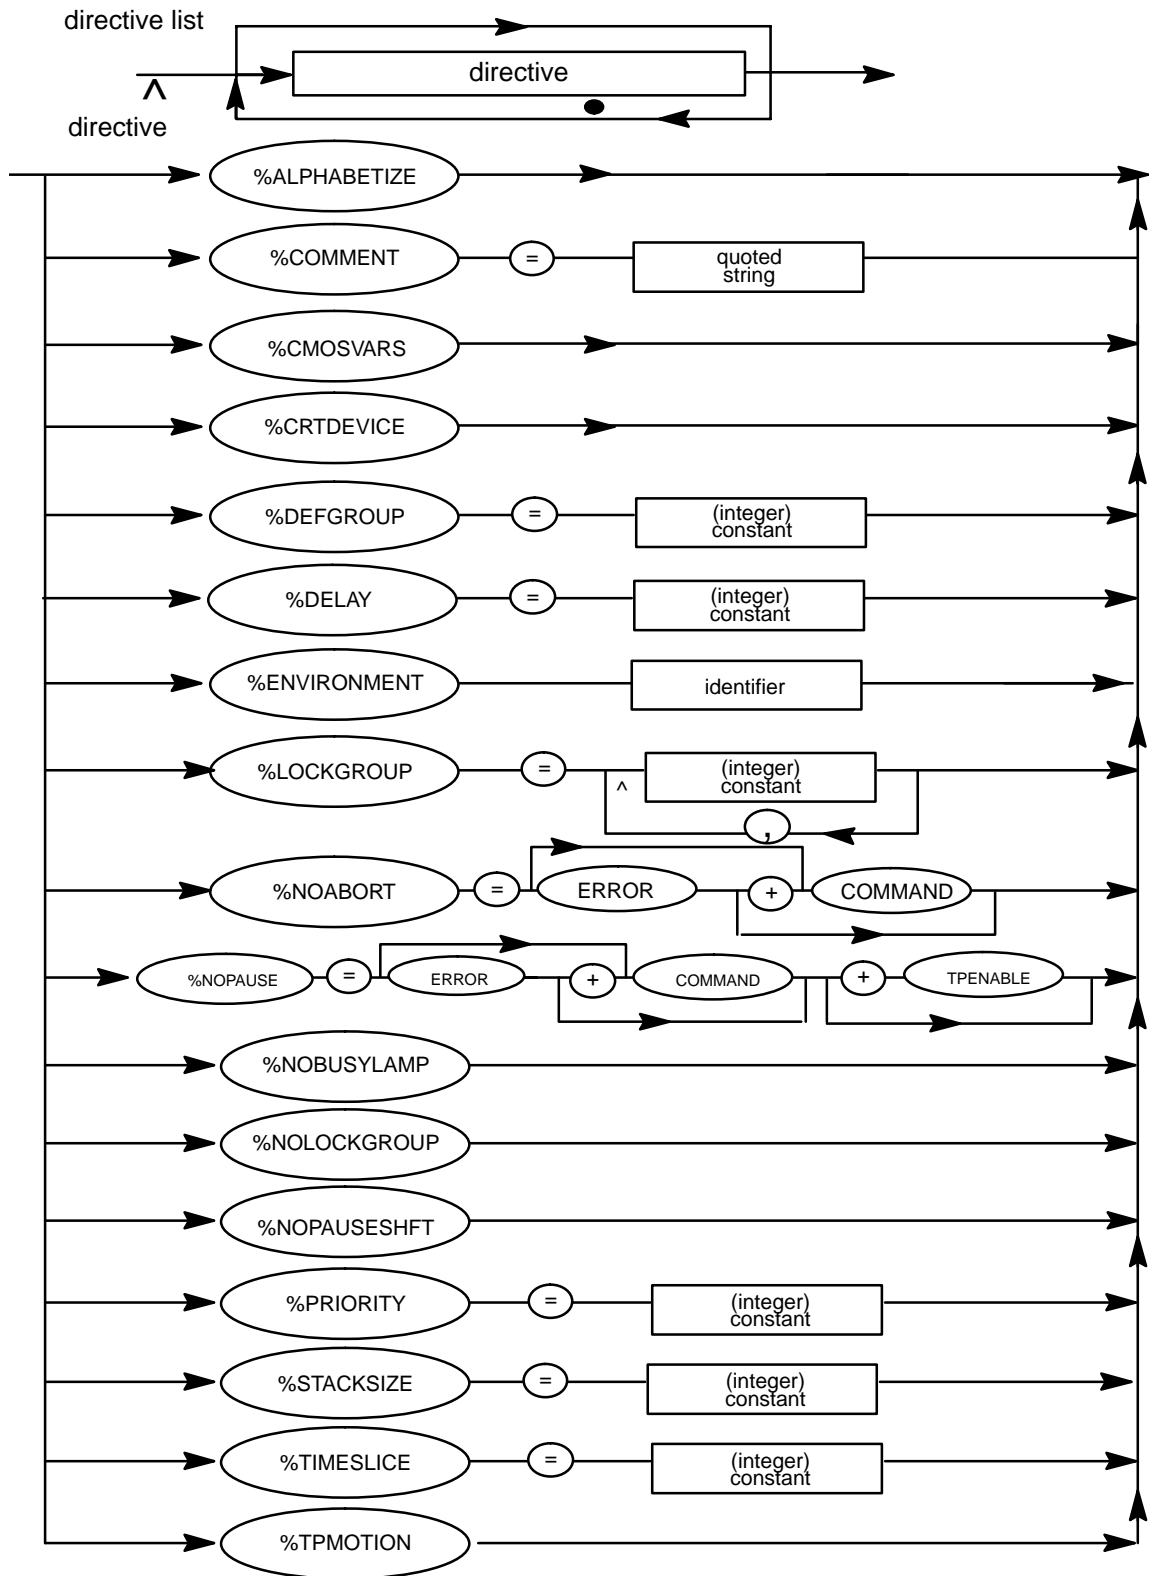 directive list
directive
^
directive
%ALPHABETIZE
%COMMENT = quoted
string
%CMOSVARS
%CRTDEVICE
%DEFGROUP = (integer)
constant
%DELAY = (integer)
constant
%ENVIRONMENT identifier
%LOCKGROUP = (integer)
^ constant
,
%NOABORT = ERROR + COMMAND
%NOPAUSE = ERROR + COMMAND + TPENABLE
%NOBUSYLAMP
%NOLOCKGROUP
%NOPAUSESHFT
%PRIORITY = (integer)
constant
%STACKSIZE = (integer)
constant
%TIMESLICE = (integer)
constant
%TPMOTION